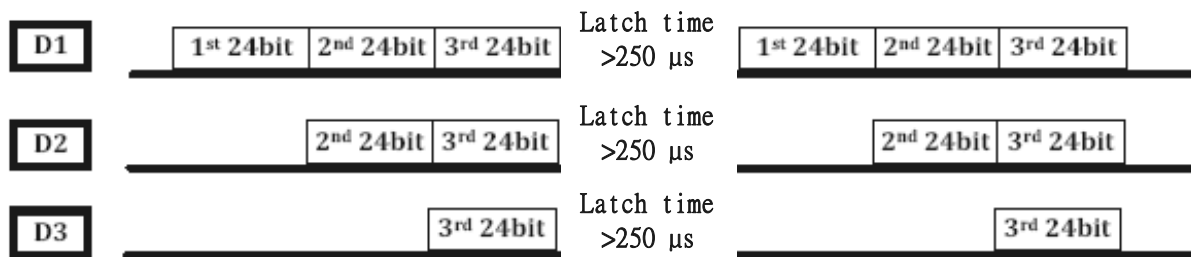 D1 1st 24bit 2nd 24bit 3rd 24bit Latch time >250 μs 1st 24bit 2nd 24bit 3rd 24bit
D2 2nd 24bit 3rd 24bit Latch time >250 μs 2nd 24bit 3rd 24bit
D3 3rd 24bit Latch time >250 μs 3rd 24bit